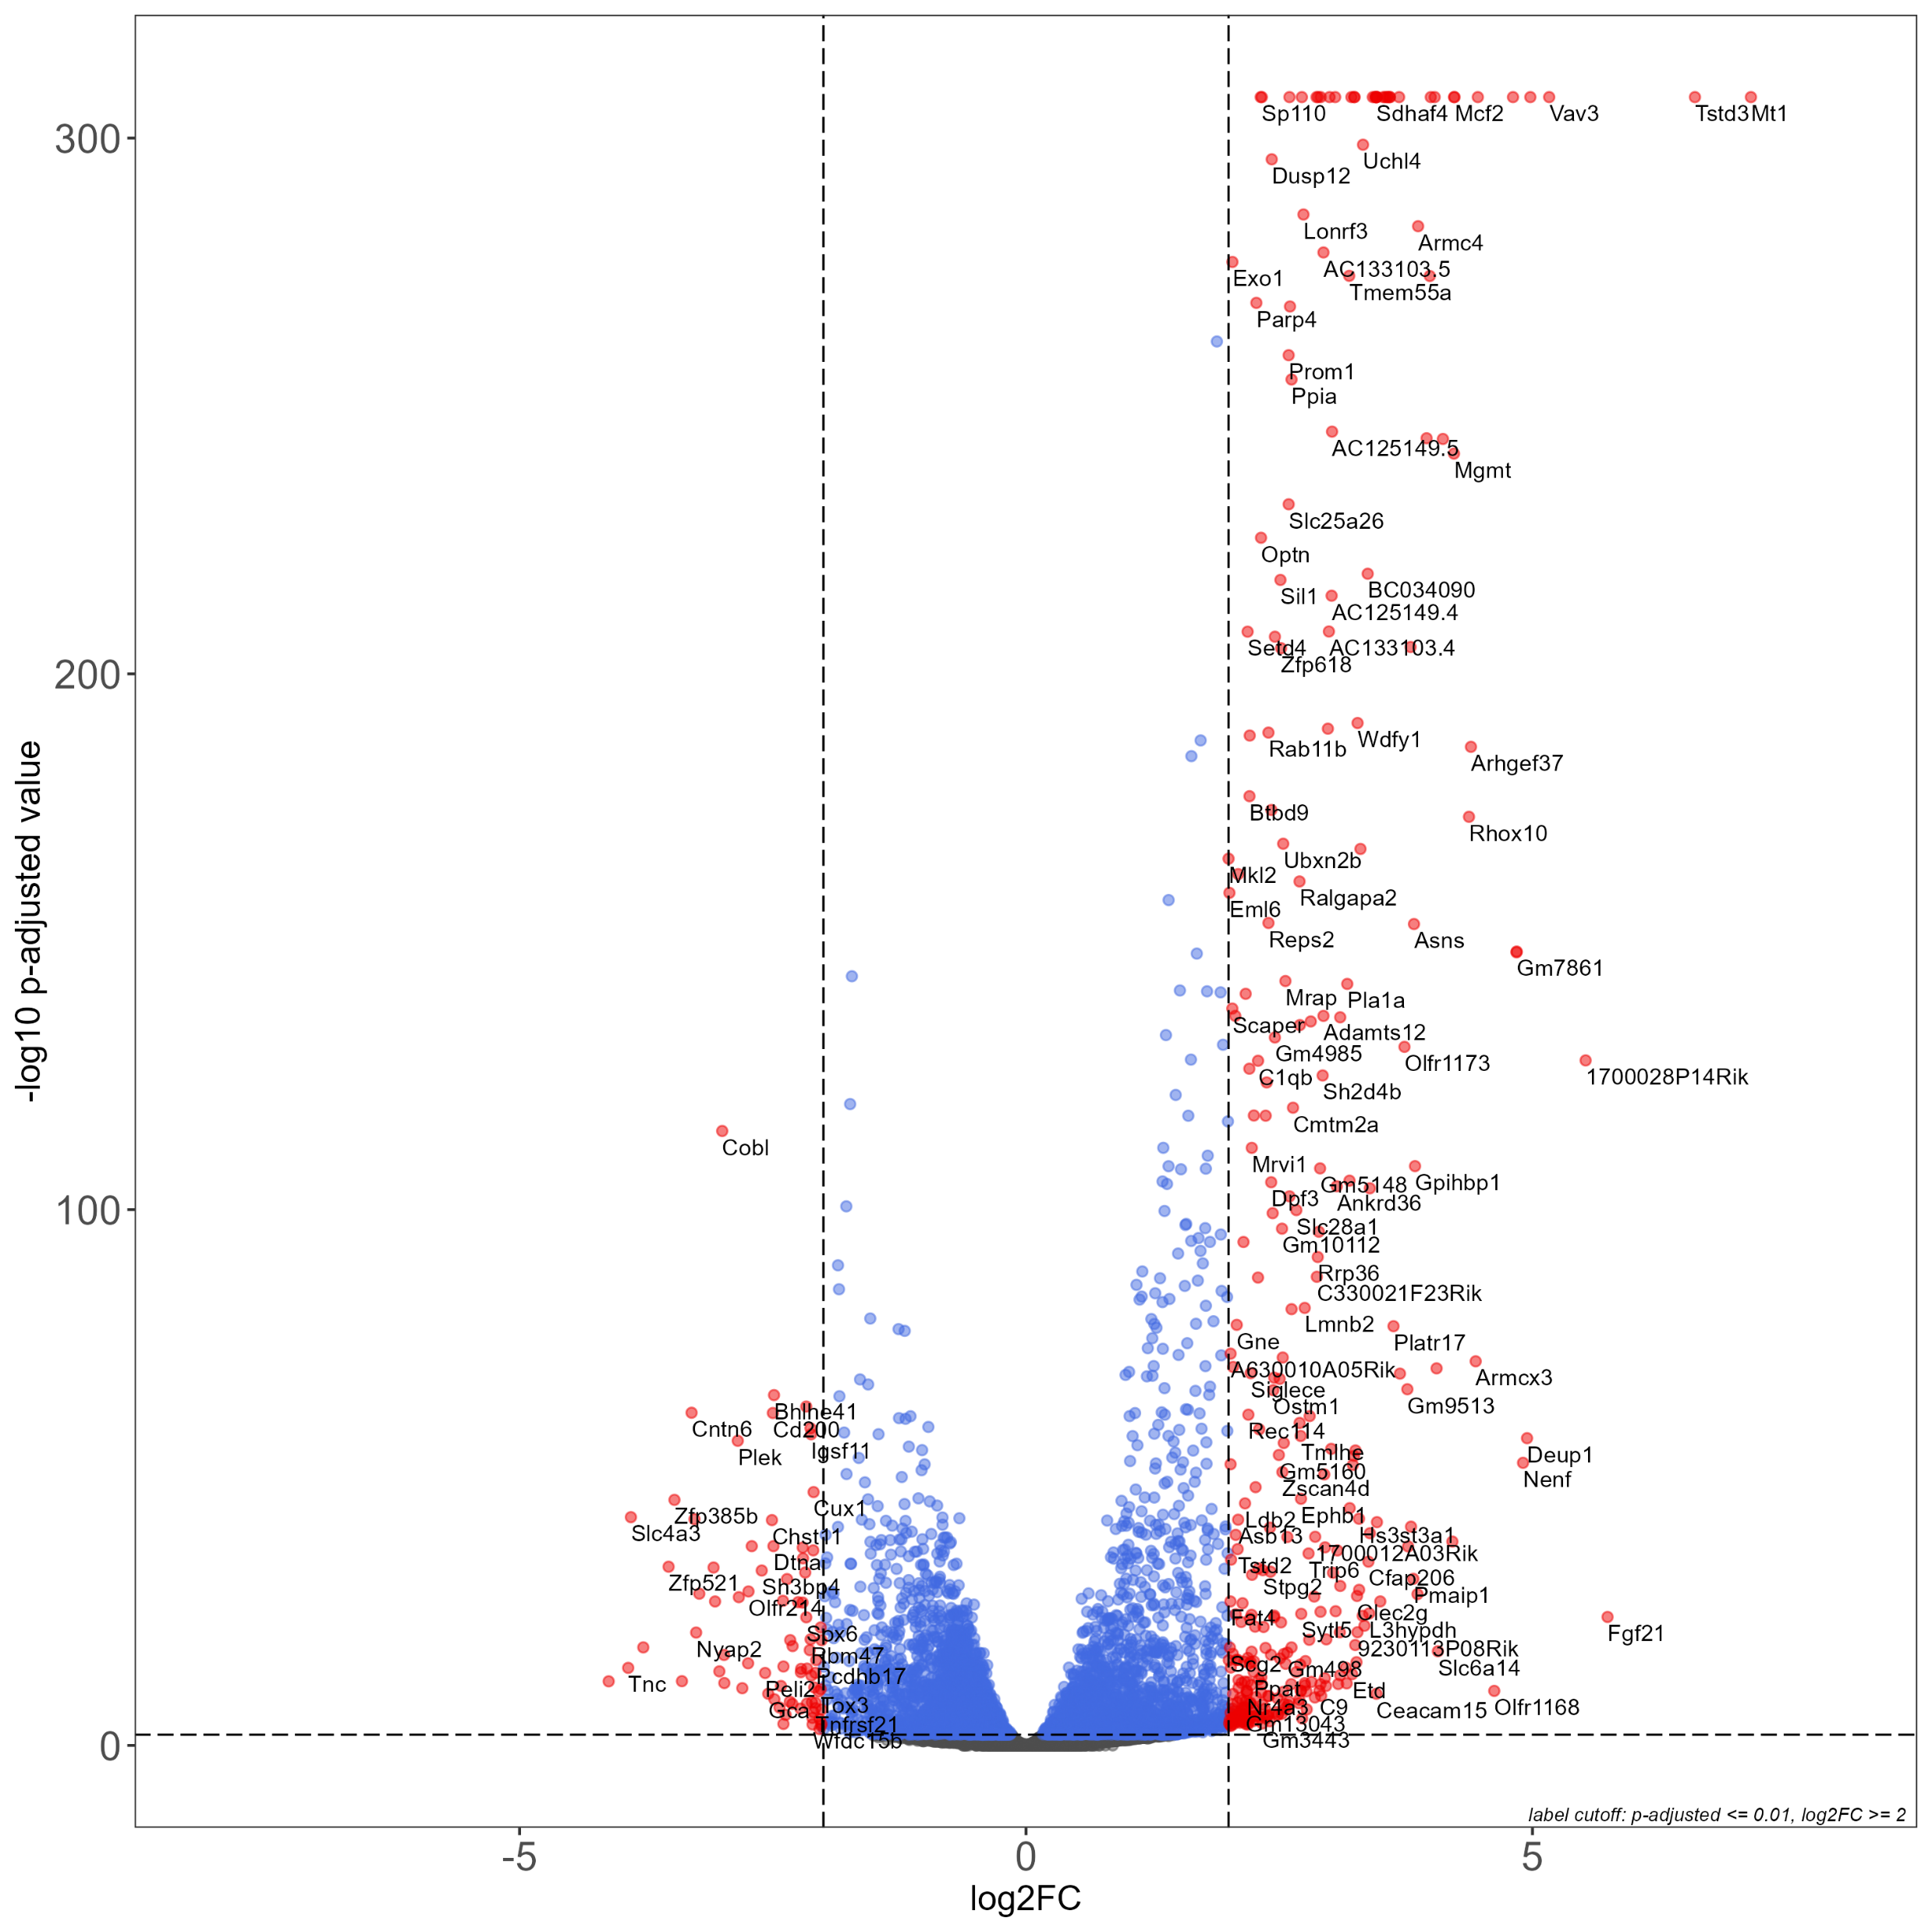 300
200
100
0
-log10 p-adjusted value
Sp110
Sdhaf4
Mcf2
Vav3
Tstd3
Mt1
Uchl4
Dusp12
Lonrf3
Armc4
AC133103.5
Exo1
Tmem55a
Parp4
Prom1
Ppia
AC125149.5
Mgmt
Slc25a26
Optn
BC034090
Sil1
AC125149.4
Setd4
AC133103.4
Zfp618
Wdfy1
Rab11b
Arhgef37
Btbd9
Rhox10
Ubxn2b
Mkl2
Ralgapa2
Eml6
Reps2
Asns
Gm7861
Mrap
Pla1a
Scaper
Adamts12
Gm4985
Olfr1173
C1qb
1700028P14Rik
Sh2d4b
Cmtm2a
Cobl
Mrvi1
Gm5148
Gpihbp1
Dpf3
Ankrd36
Slc28a1
Gm10112
Rrp36
C330021F23Rik
Lmnb2
Gne
Platr17
A630010A05Rik
Armcx3
Siglece
Ostm1
Gm9513
Bhlhe41
Cntn6
Cd200
Rec114
Igsf11
Plek
Tmlhe
Deup1
Gm5160
Nenf
Zscan4d
Cux1
Zfp385b
Ephb1
Ldb2
Slc4a3
Chst11
Asb13
Hs3st3a1
1700012A03Rik
Dtna
Tstd2
Trip6
Zfp521
Cfap206
Sh3bp4
Stpg2
Pmaip1
Olfr214
Clec2g
Fat4
Spx6
Sytl5
L3hypdh
Fgf21
Nyap2
9230113P08Rik
Rbm47
Scg2
Gm498
Slc6a14
Pcdhb17
Tnc
Peli2
Ppat
Etd
Tox3
Gca
Nr4a3
C9
Ceacam15
Olfr1168
Tnfrsf21
Gm13043
Wfdc15b
Gm3443
label cutoff: p-adjusted <= 0.01, log2FC >= 2
-5
0
5
log2FC